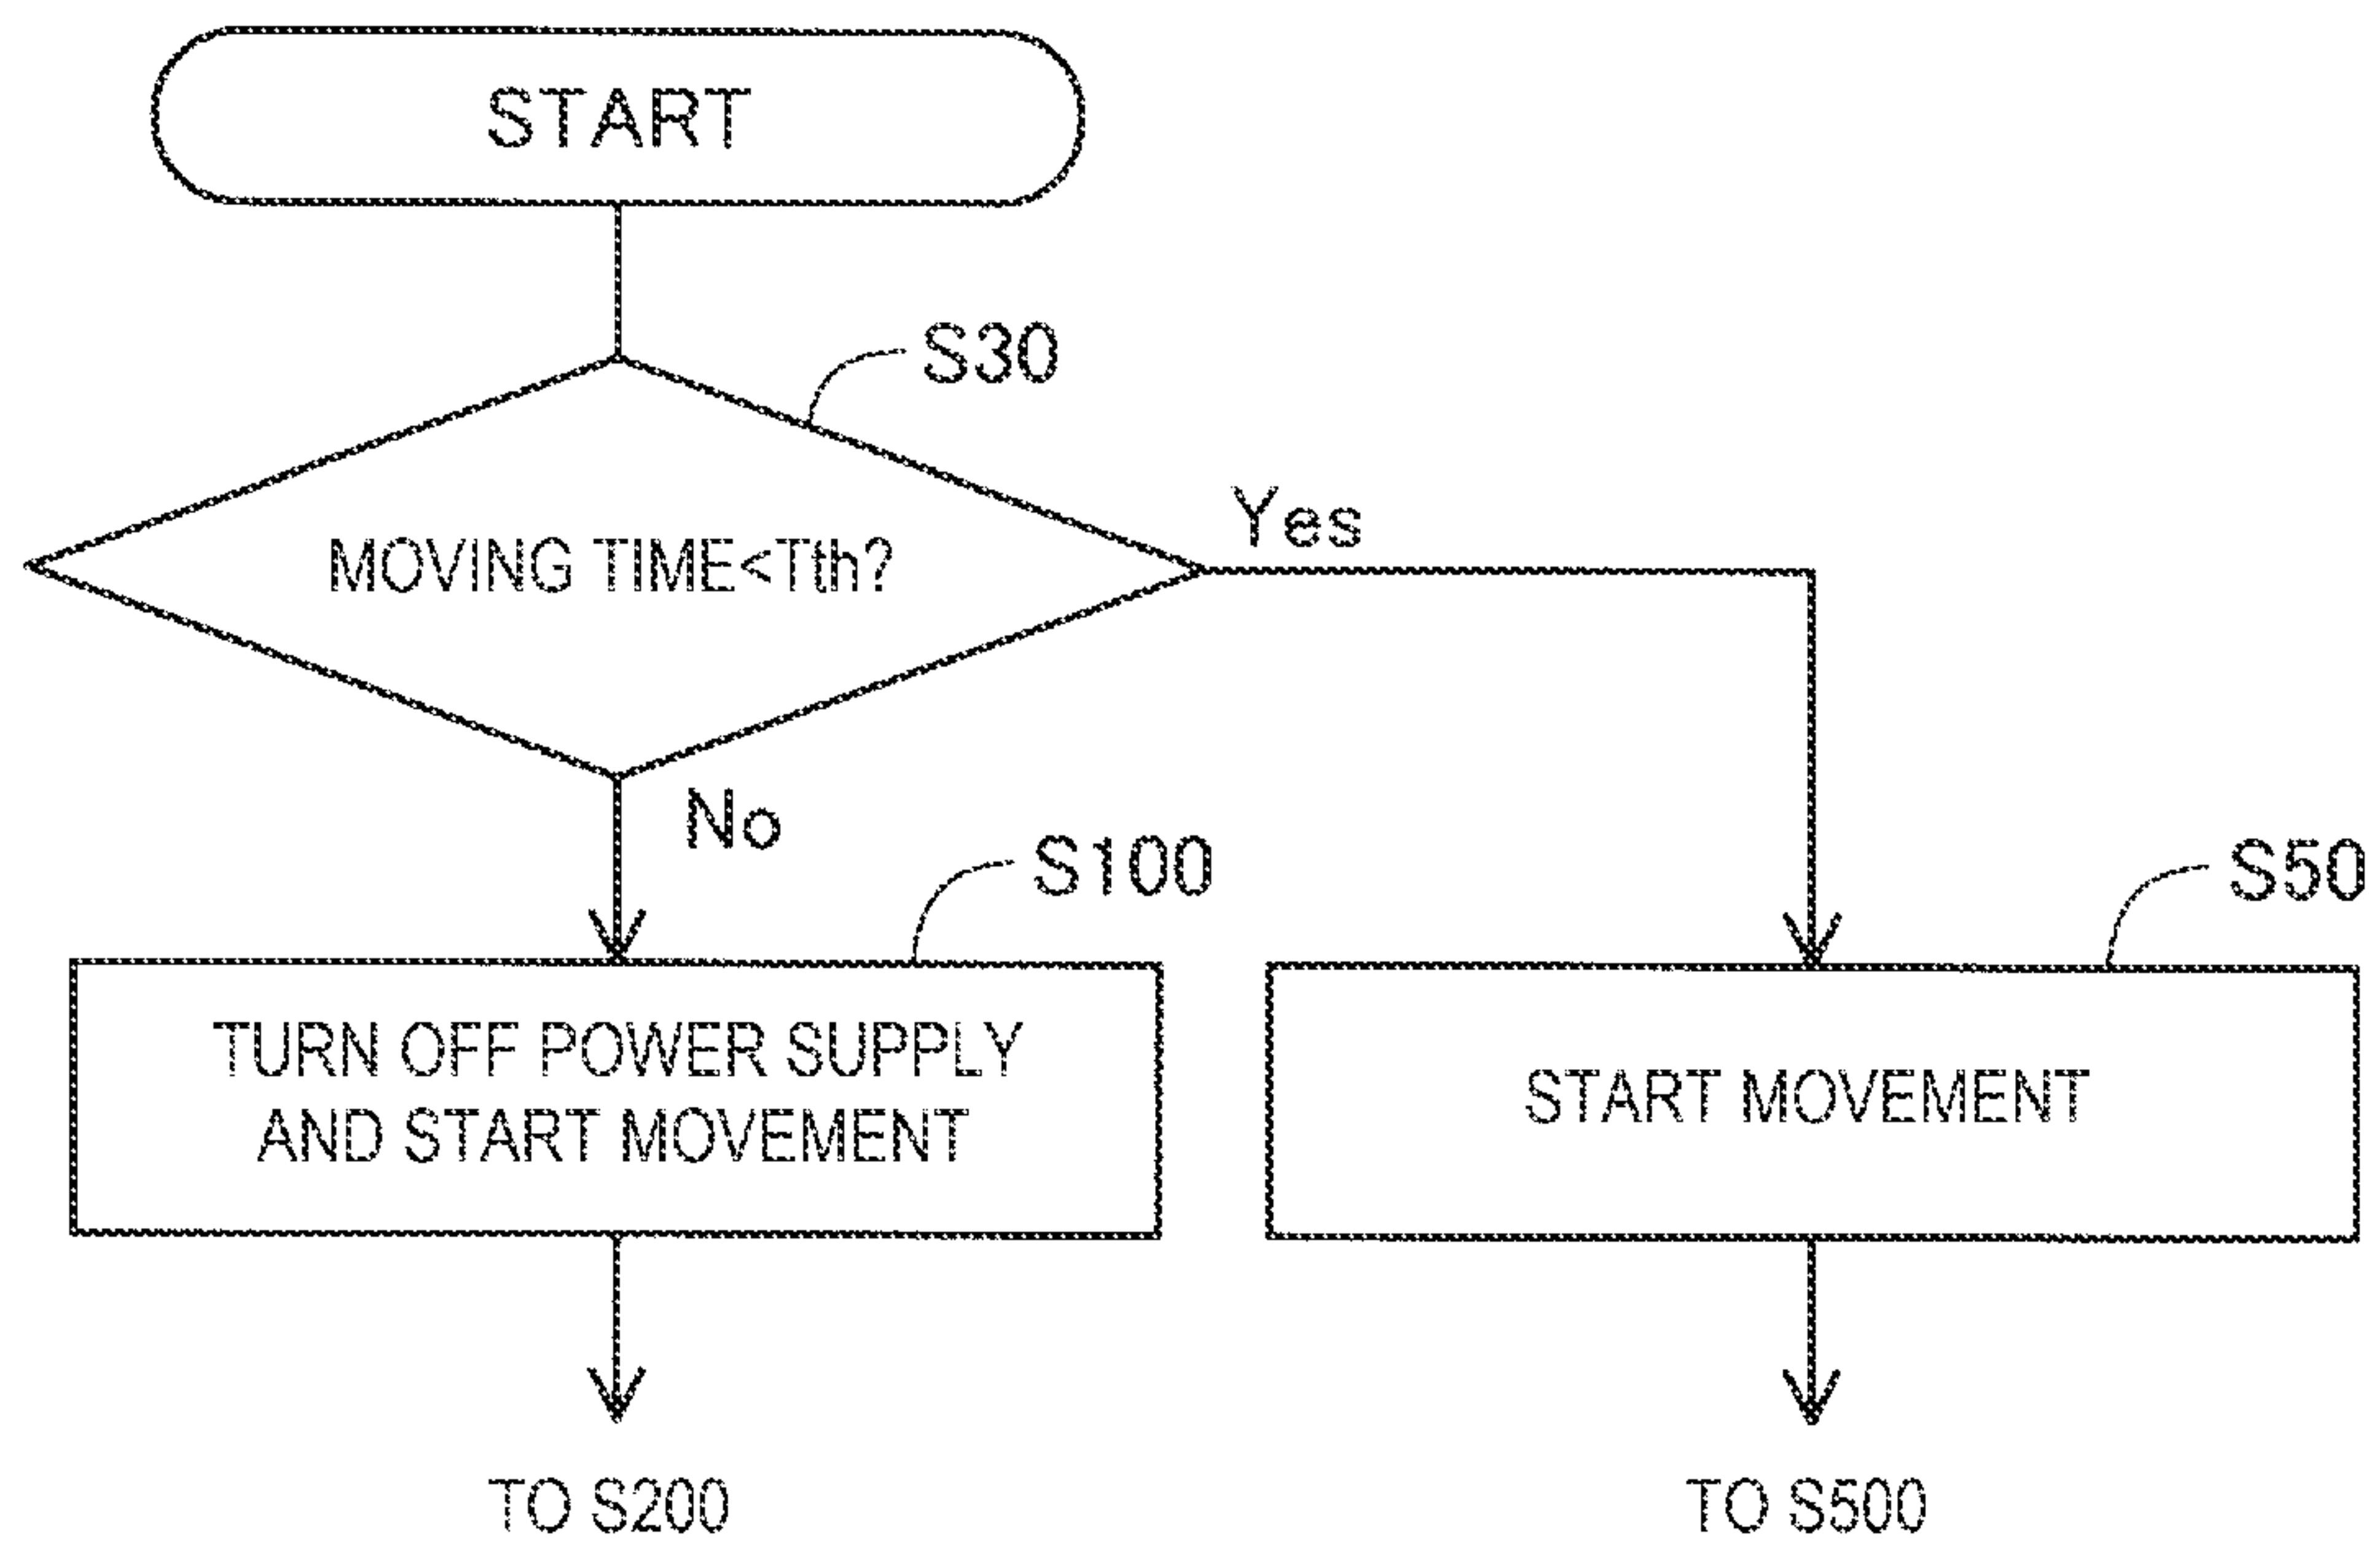 START
S30
MOVING TIME<Tth?
Yes
No
S100
S50
TURN OFF POWER SUPPLY
AND START MOVEMENT
START MOVEMENT
TO S200
TO S500